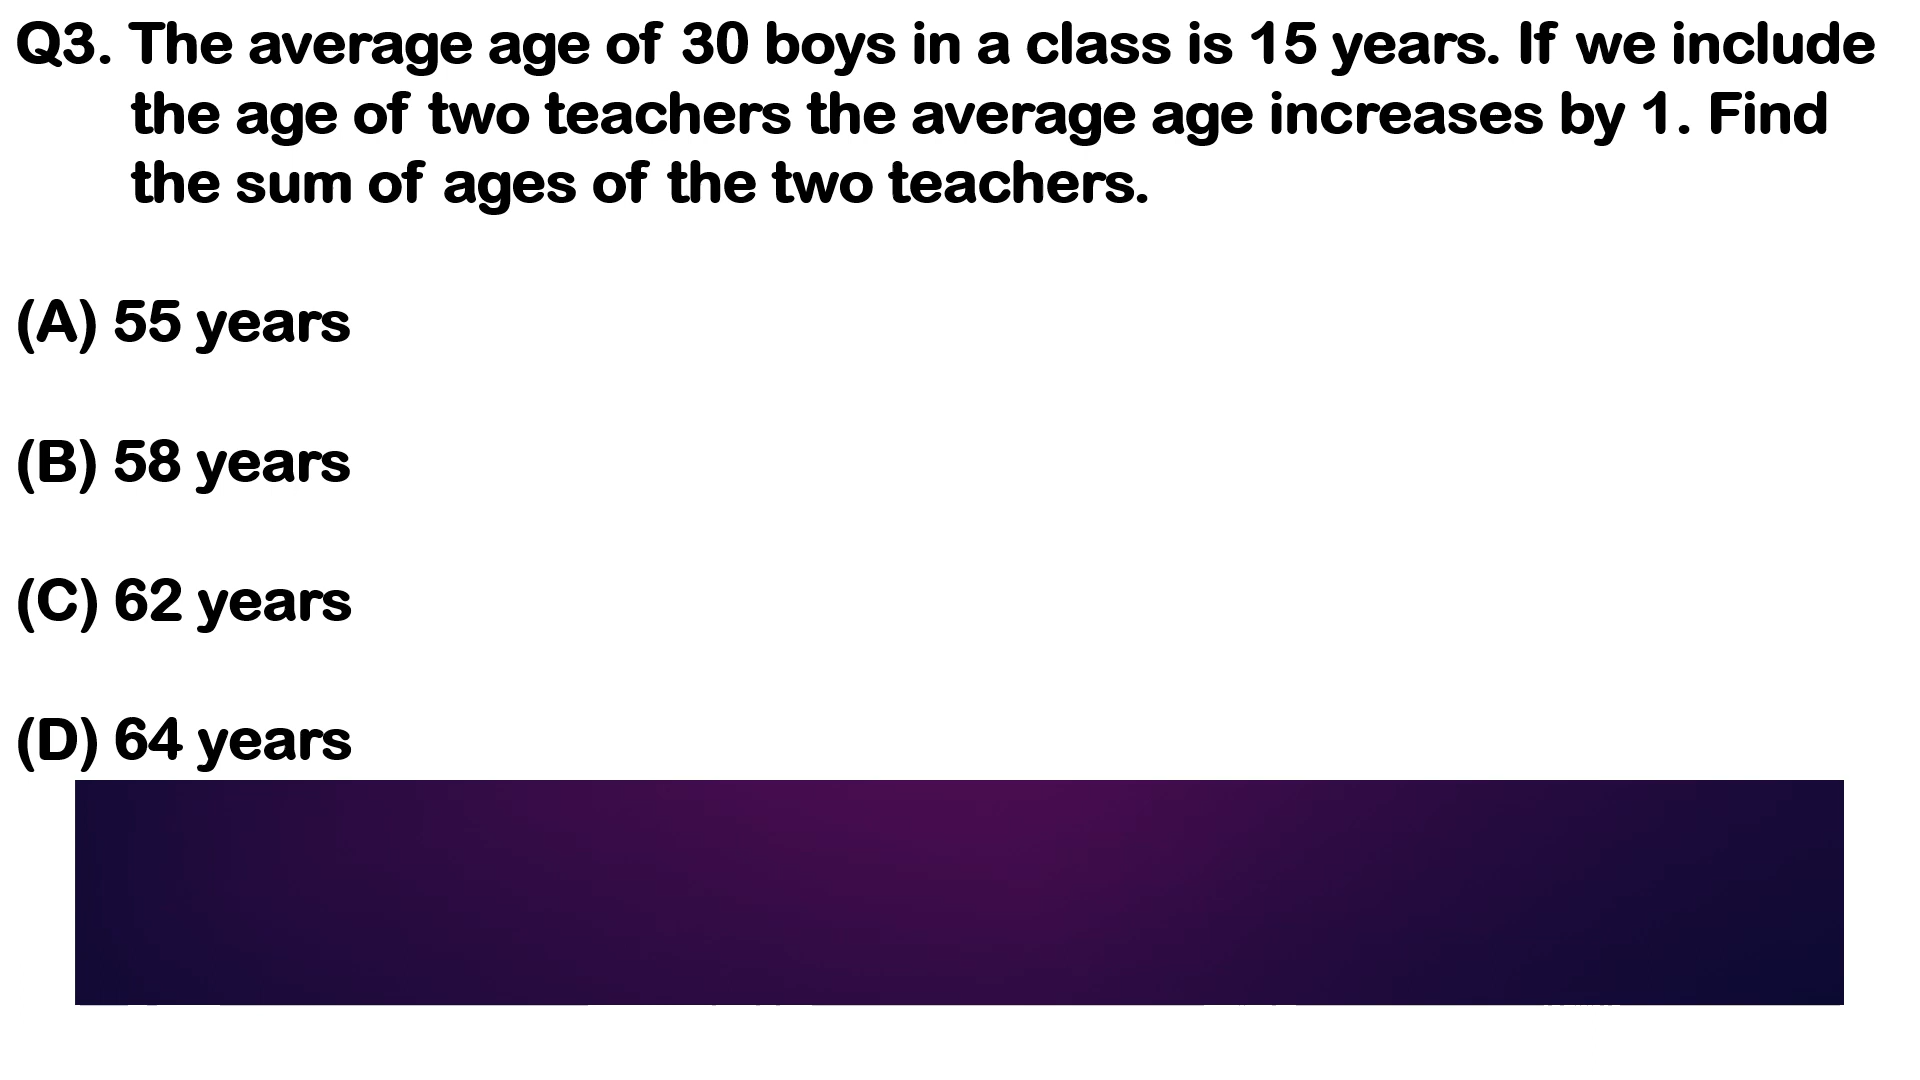 Q3. The average age of 30 boys in a class is 15 years. If we include
the age of two teachers the average age increases by 1. Find
the sum of ages of the two teachers.
(A) 55 years
(B) 58 years
(C) 62 years
(D) 64 years